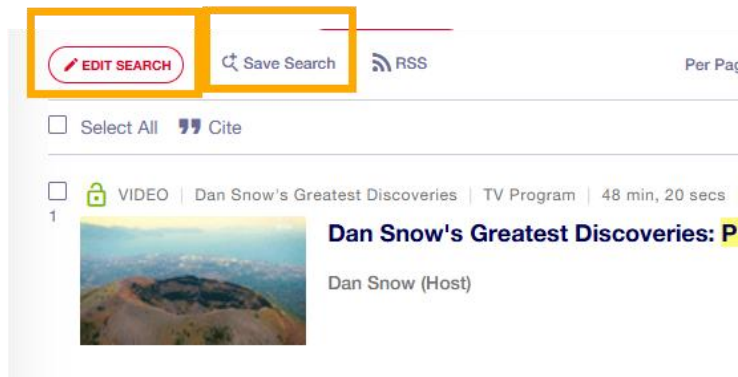 EDIT SEARCH Save Search RSS Per Pag
Select All Cite
VIDEO | Dan Snow's Greatest Discoveries | TV Program | 48 min, 20 secs
1
Dan Snow's Greatest Discoveries: P
Dan Snow (Host)